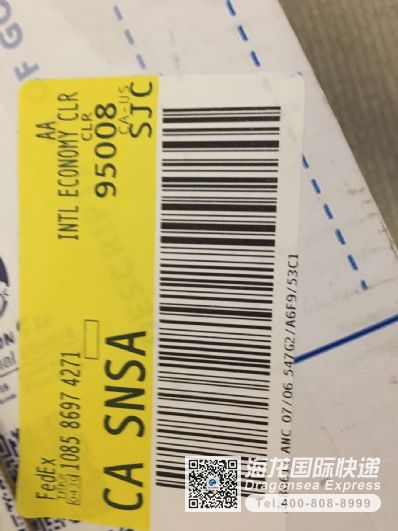 FedEx
TRK#
0430
1085 8697 4271
CA SNSA
AA
INTL ECONOMY CLR
CLR
95008
CA-US
SJC
ANC 07/06 547G2/A6F9/53C1
海龙国际快递
Dragonsea Express
Tel.400-808-8999